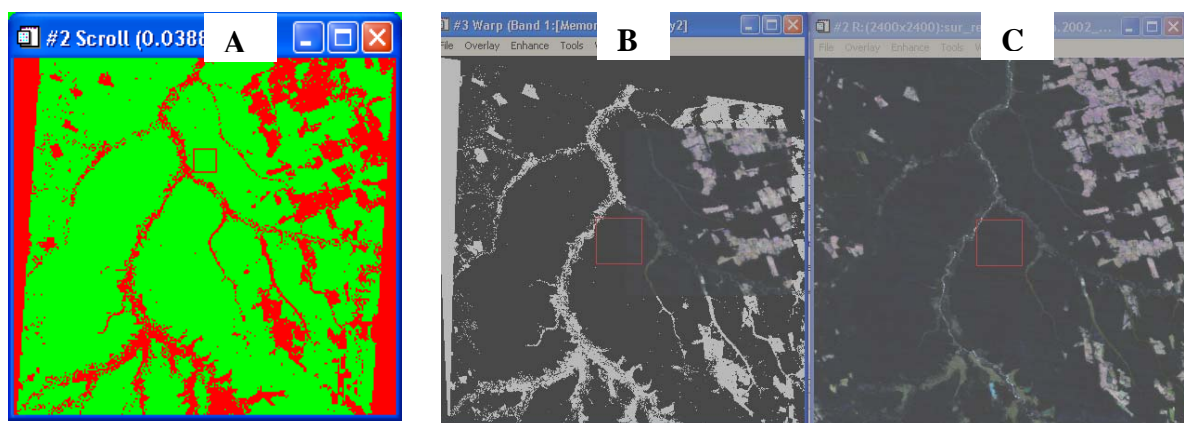 #2 Scroll (0.0388
A
#3 Warp (Band 1:[Memor
B
y2]
File Overlay Enhance Tools W
#2 R:(2400x2400):sur_re
C
o.2002_...
File Overlay Enhance Tools